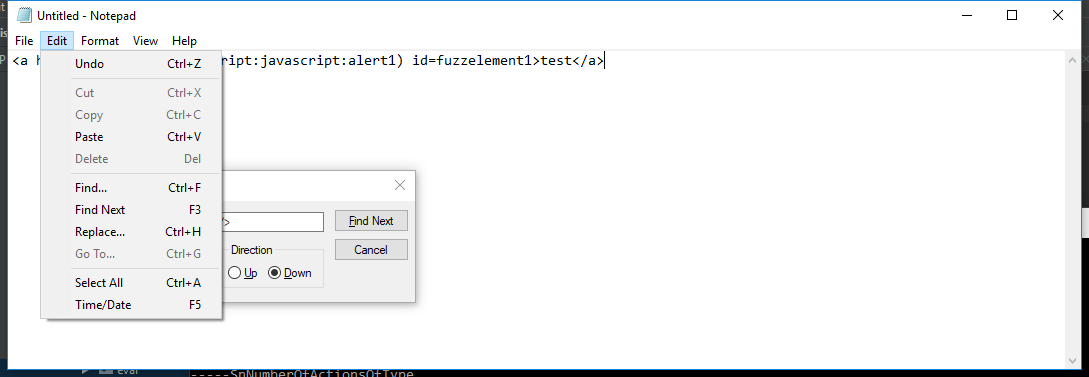 Untitled - Notepad
File Edit Format View Help
<a h ript:javascript:alert1) id=fuzzelement1>test</a>
Undo Ctrl+Z
Cut Ctrl+X
Copy Ctrl+C
Paste Ctrl+V
Delete Del
Find... Ctrl+F
Find Next F3
Replace... Ctrl+H
Go To... Ctrl+G
Select All Ctrl+A
Time/Date F5
/>
Find Next
Direction
Cancel
Up Down
eval
-----SnNumberOfActionsOfType